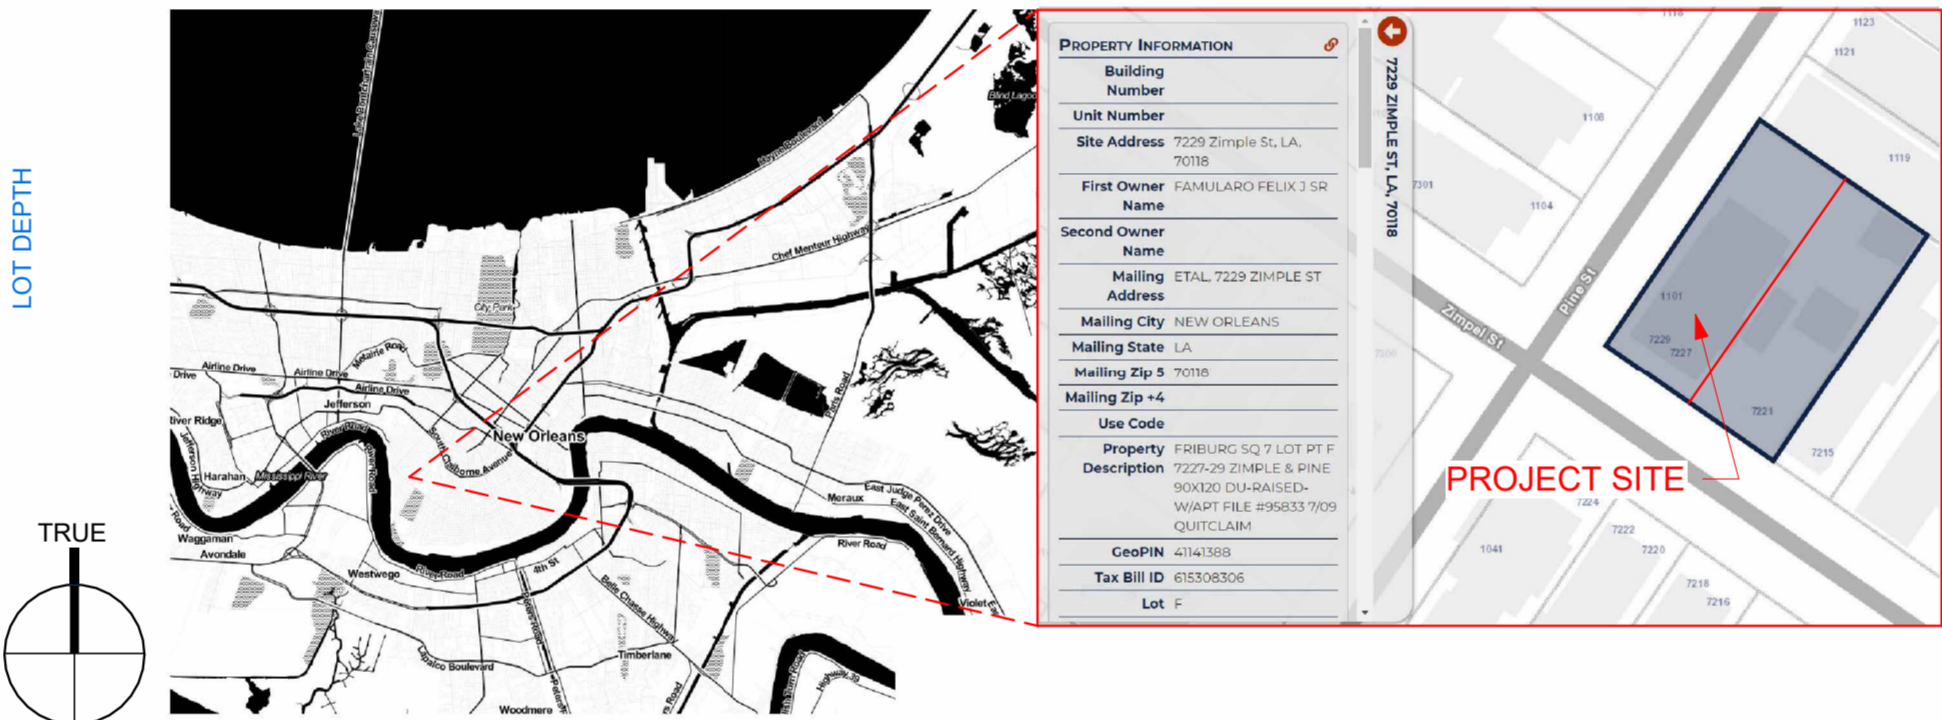 LOT DEPTH
TRUE
Lake Pontchartrain Causeway
Hayne Boulevard
Blind Lagoon
Chef Menteur Highway
City Park
Metairie Road
Airline Drive
Drive
Airline Drive
Airline Drive
Jefferson
River Ridge
River Road
River Road
Jefferson Highway
Harahan
Mississippi River
South Claiborne Avenue
New Orleans
Paris Road
Meraux
East Judge Perez Drive
East Saint Bernard Highway
Waggaman
Avondale
Westwego
River Road
4th St
River Road
Belle Chasse Highway
Violet
Lapalco Boulevard
Timberlane
Woodmere
Highway 39
PROPERTY INFORMATION
Building
Number
Unit Number
Site Address 7229 Zimple St, LA,
70118
First Owner FAMULARO FELIX J SR
Name
Second Owner
Name
Mailing ETAL, 7229 ZIMPLE ST
Address
Mailing City NEW ORLEANS
Mailing State LA
Mailing Zip 5 70118
Mailing Zip +4
Use Code
Property FRIBURG SQ 7 LOT PT F
Description 7227-29 ZIMPLE & PINE
90X120 DU-RAISED-
W/APT FILE #95833 7/09
QUITCLAIM
GeoPIN 41141388
Tax Bill ID 615308306
Lot F
7229 ZIMPLE ST, LA, 70118
1118
1123
1121
1108
1119
7301
1104
Pine St
Zimpel St
1101
7229
7227
7221
7215
7300
PROJECT SITE
7224
7222
7220
1041
7218
7216